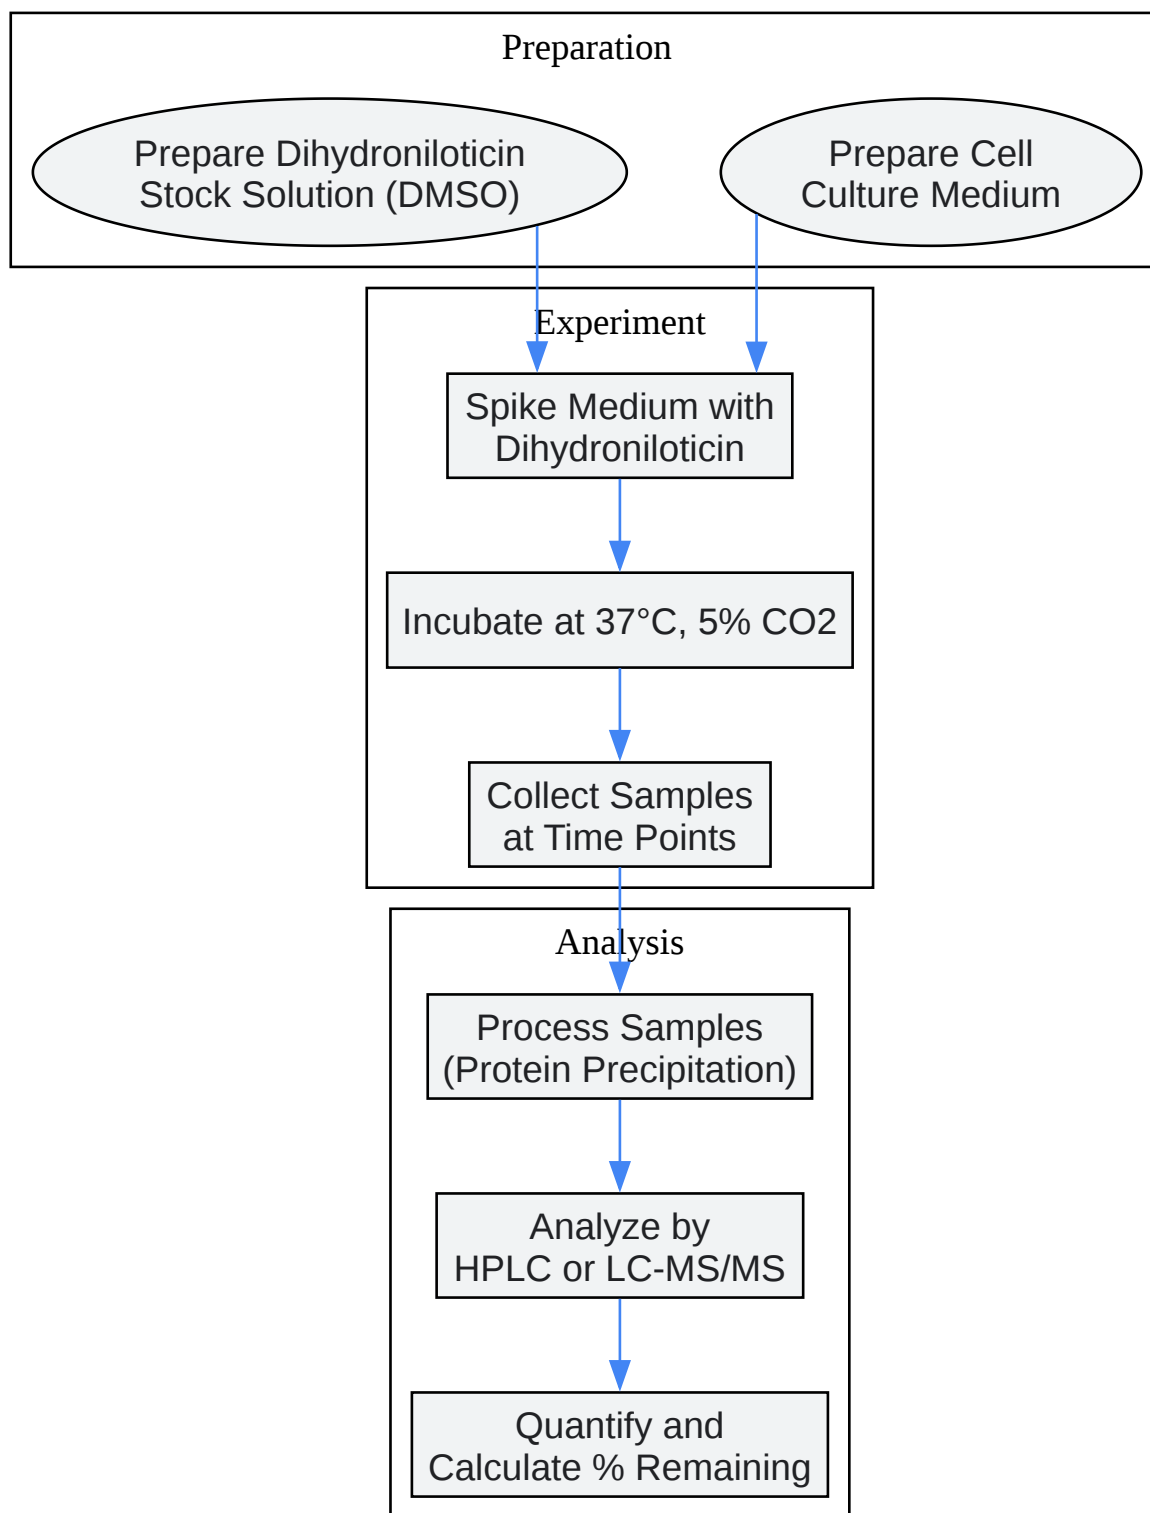 Preparation
Prepare Dihydroniloticin
Stock Solution (DMSO)
Prepare Cell
Culture Medium
Experiment
Spike Medium with
Dihydroniloticin
Incubate at 37°C, 5% CO2
Collect Samples
at Time Points
Analysis
Process Samples
(Protein Precipitation)
Analyze by
HPLC or LC-MS/MS
Quantify and
Calculate % Remaining